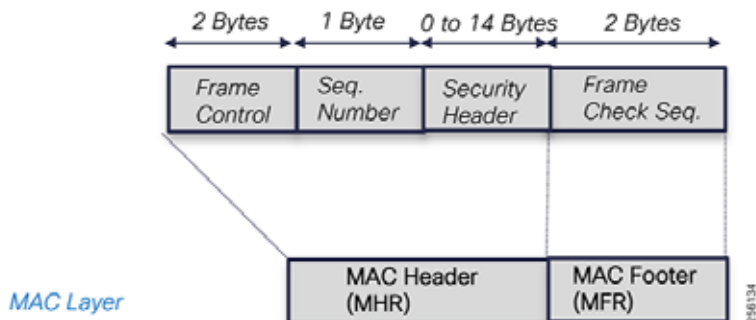 2 Bytes 1 Byte 0 to 14 Bytes 2 Bytes
Frame Control
Seq. Number
Security Header
Frame Check Seq.
MAC Header (MHR)
MAC Footer (MFR)
MAC Layer